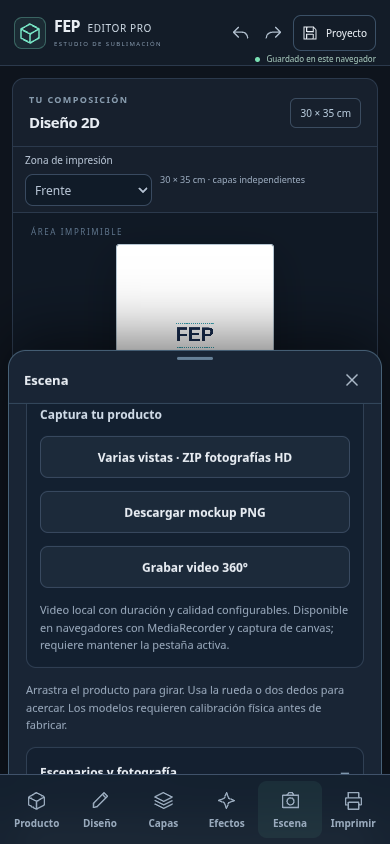 FEP EDITOR PRO
ESTUDIO DE SUBLIMACIÓN
Proyecto
Guardado en este navegador
TU COMPOSICIÓN
Diseño 2D
30 × 35 cm
Zona de impresión
Frente
30 × 35 cm · capas independientes
ÁREA IMPRIMIBLE
FEP
Escena
Captura tu producto
Varias vistas · ZIP fotografías HD
Descargar mockup PNG
Grabar video 360°
Video local con duración y calidad configurables. Disponible
en navegadores con MediaRecorder y captura de canvas;
requiere mantener la pestaña activa.
Arrastra el producto para girar. Usa la rueda o dos dedos para
acercar. Los modelos requieren calibración física antes de
fabricar.
Escenarios y fotografía
Producto
Diseño
Capas
Efectos
Escena
Imprimir